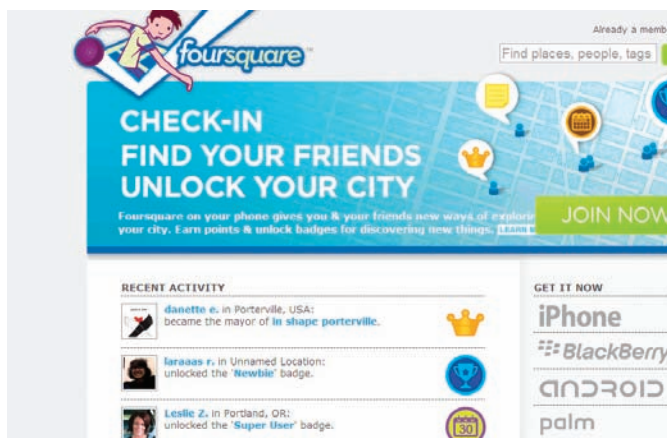 Already a memb
foursquare™
Find places, people, tags
CHECK-IN
FIND YOUR FRIENDS
UNLOCK YOUR CITY
Foursquare on your phone gives you & your friends new ways of explorin
your city. Earn points & unlock badges for discovering new things. LEARN
JOIN NOW
RECENT ACTIVITY
danette e. in Porterville, USA:
became the mayor of in shape porterville.
laraaas r. in Unnamed Location:
unlocked the 'Newbie' badge.
Leslie Z. in Portland, OR:
unlocked the 'Super User' badge.
30
GET IT NOW
iPhone
BlackBerry
ANDROID
palm